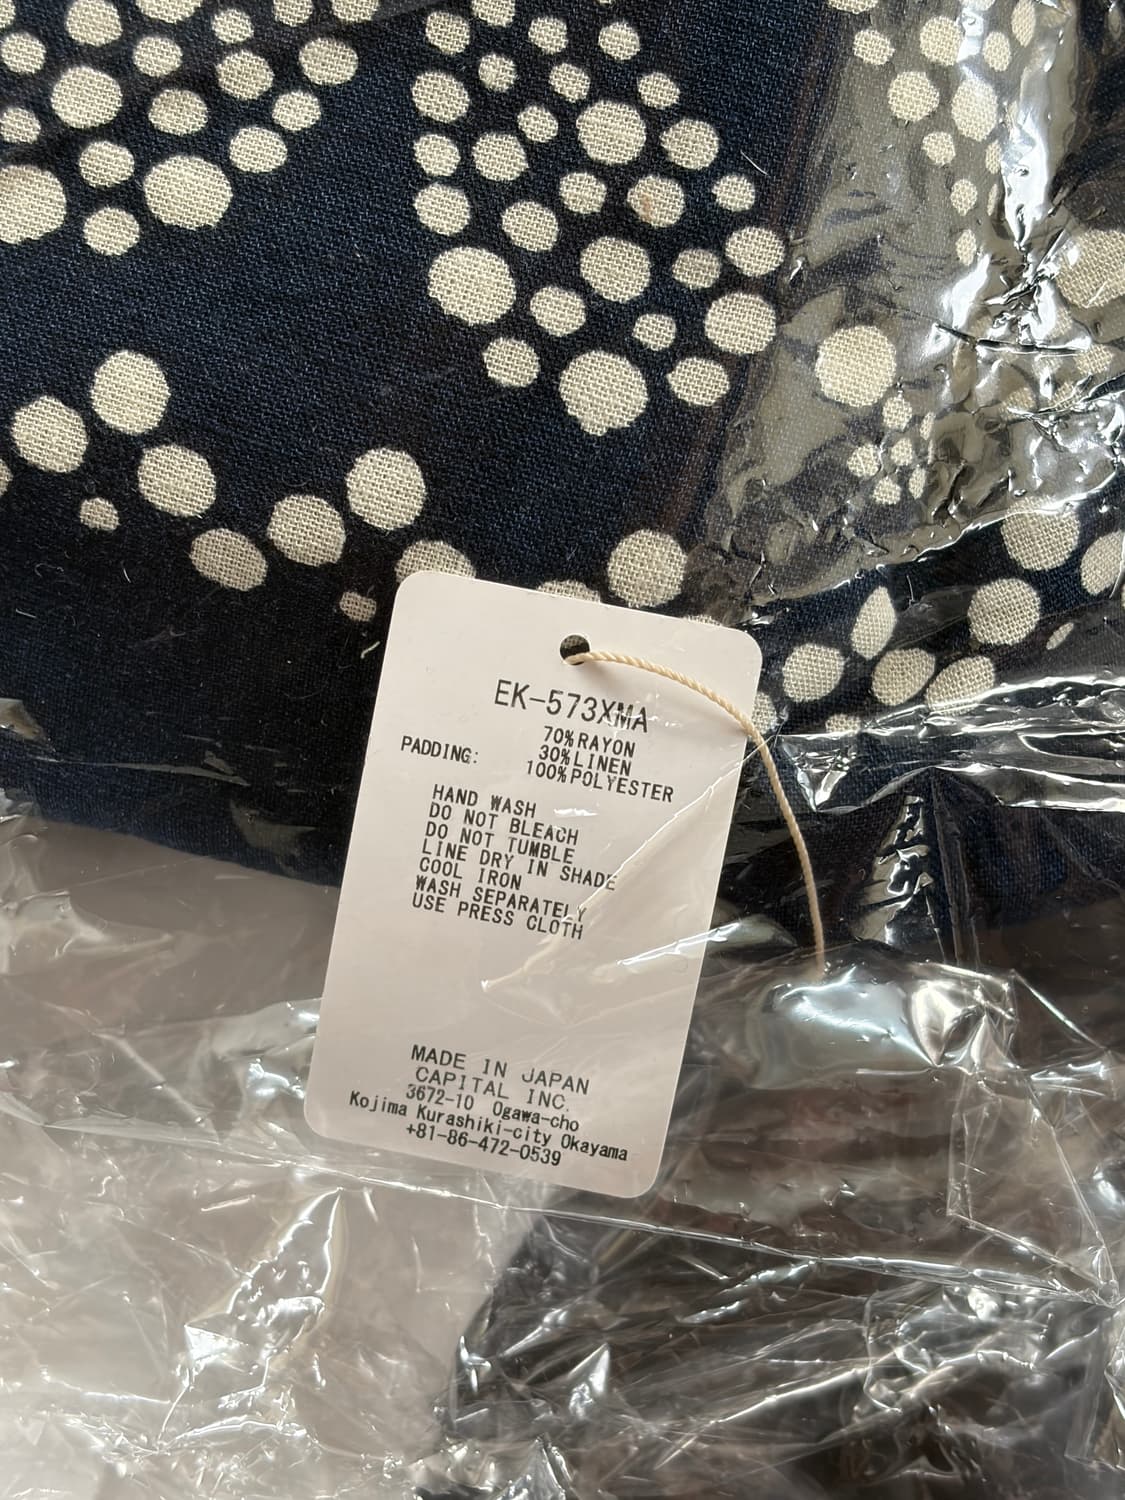 EK-573XMA
70%RAYON
30%LINEN
PADDING: 100%POLYESTER
HAND WASH
DO NOT BLEACH
DO NOT TUMBLE
LINE DRY IN SHADE
COOL IRON
WASH SEPARATELY
USE PRESS CLOTH
MADE IN JAPAN
CAPITAL INC.
3672-10 Ogawa-cho
Kojima Kurashiki-city Okayama
+81-86-472-0539